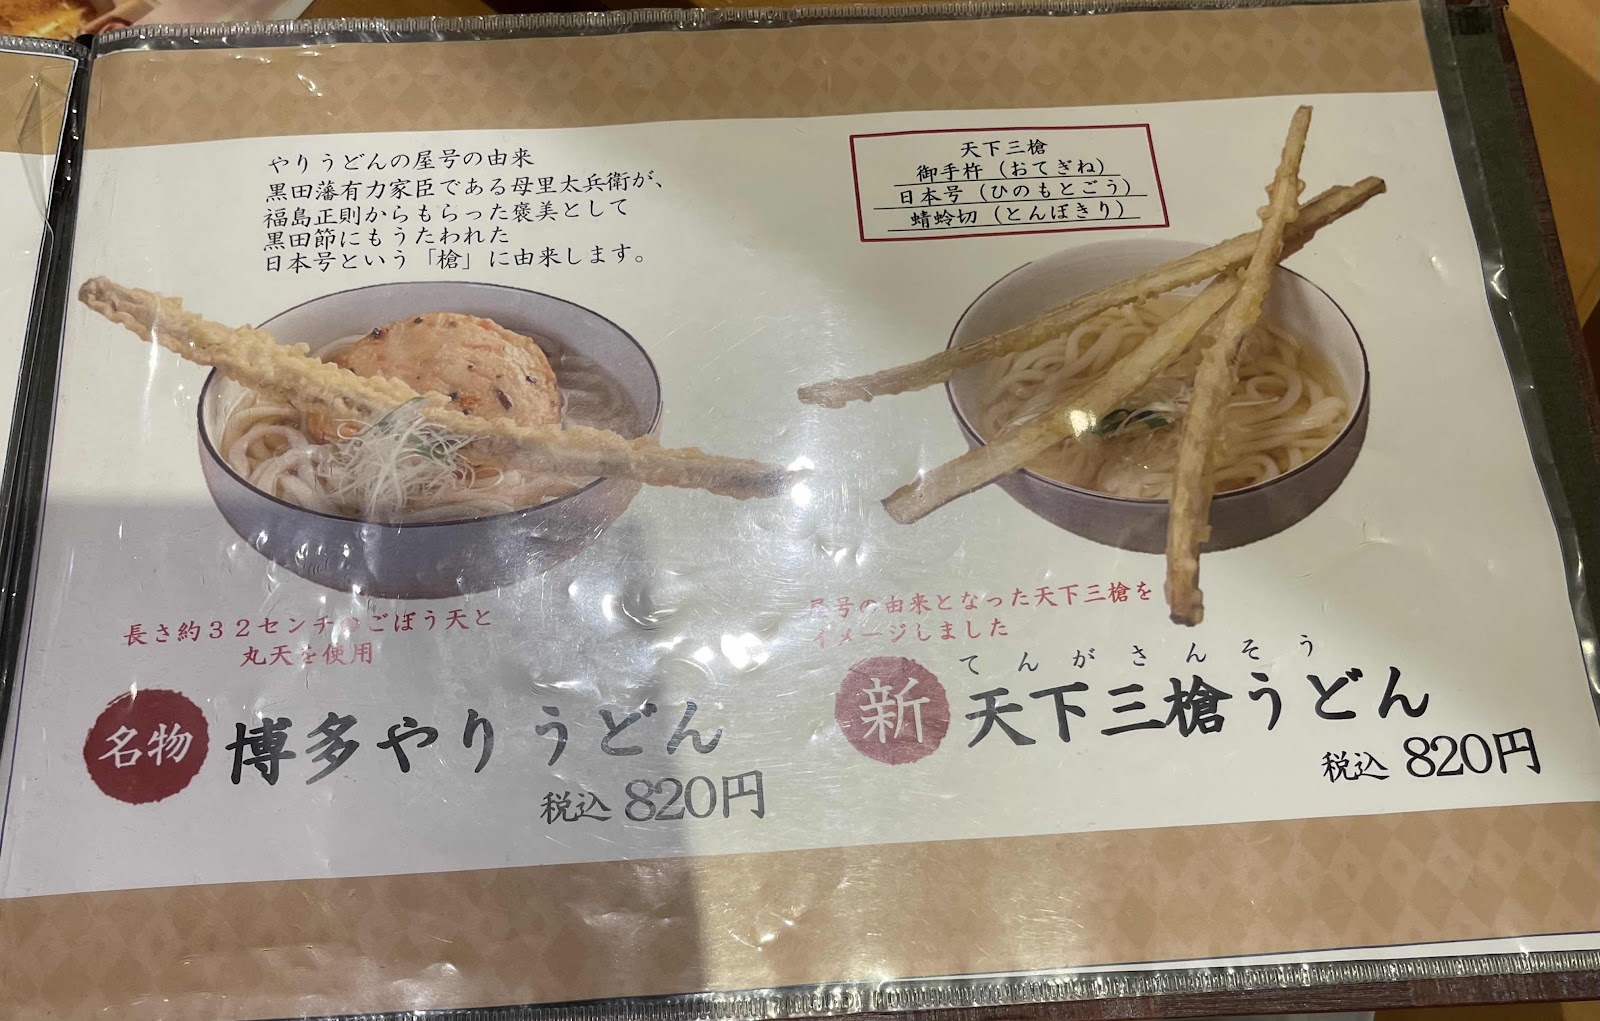 やりうどんの屋号の由来
黒田藩有力家臣である母里太兵衛が、
福島正則からもらった褒美として
黒田節にもうたわれた
日本号という「槍」に由来します。
長さ約３２センチのごぼう天と
丸天を使用
名物
博多やりうどん
税込 820円
天下三槍
御手杵（おてぎね）
日本号（ひのもとごう）
蜻蛉切（とんぼきり）
屋号の由来となった天下三槍を
イメージしました
新
てんがさんそう
天下三槍うどん
税込 820円